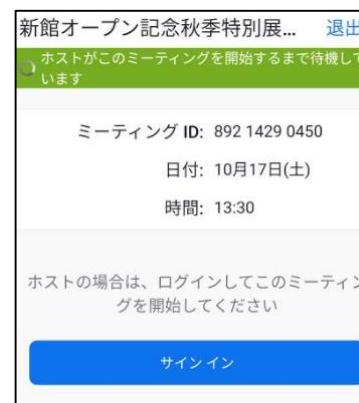 新館オープン記念秋季特別展... 退出
ホストがこのミーティングを開始するまで待機して
います
ミーティング ID: 892 1429 0450
日付: 10月17日(土)
時間: 13:30
ホストの場合は、ログインしてこのミーティン
グを開始してください
サイン イン